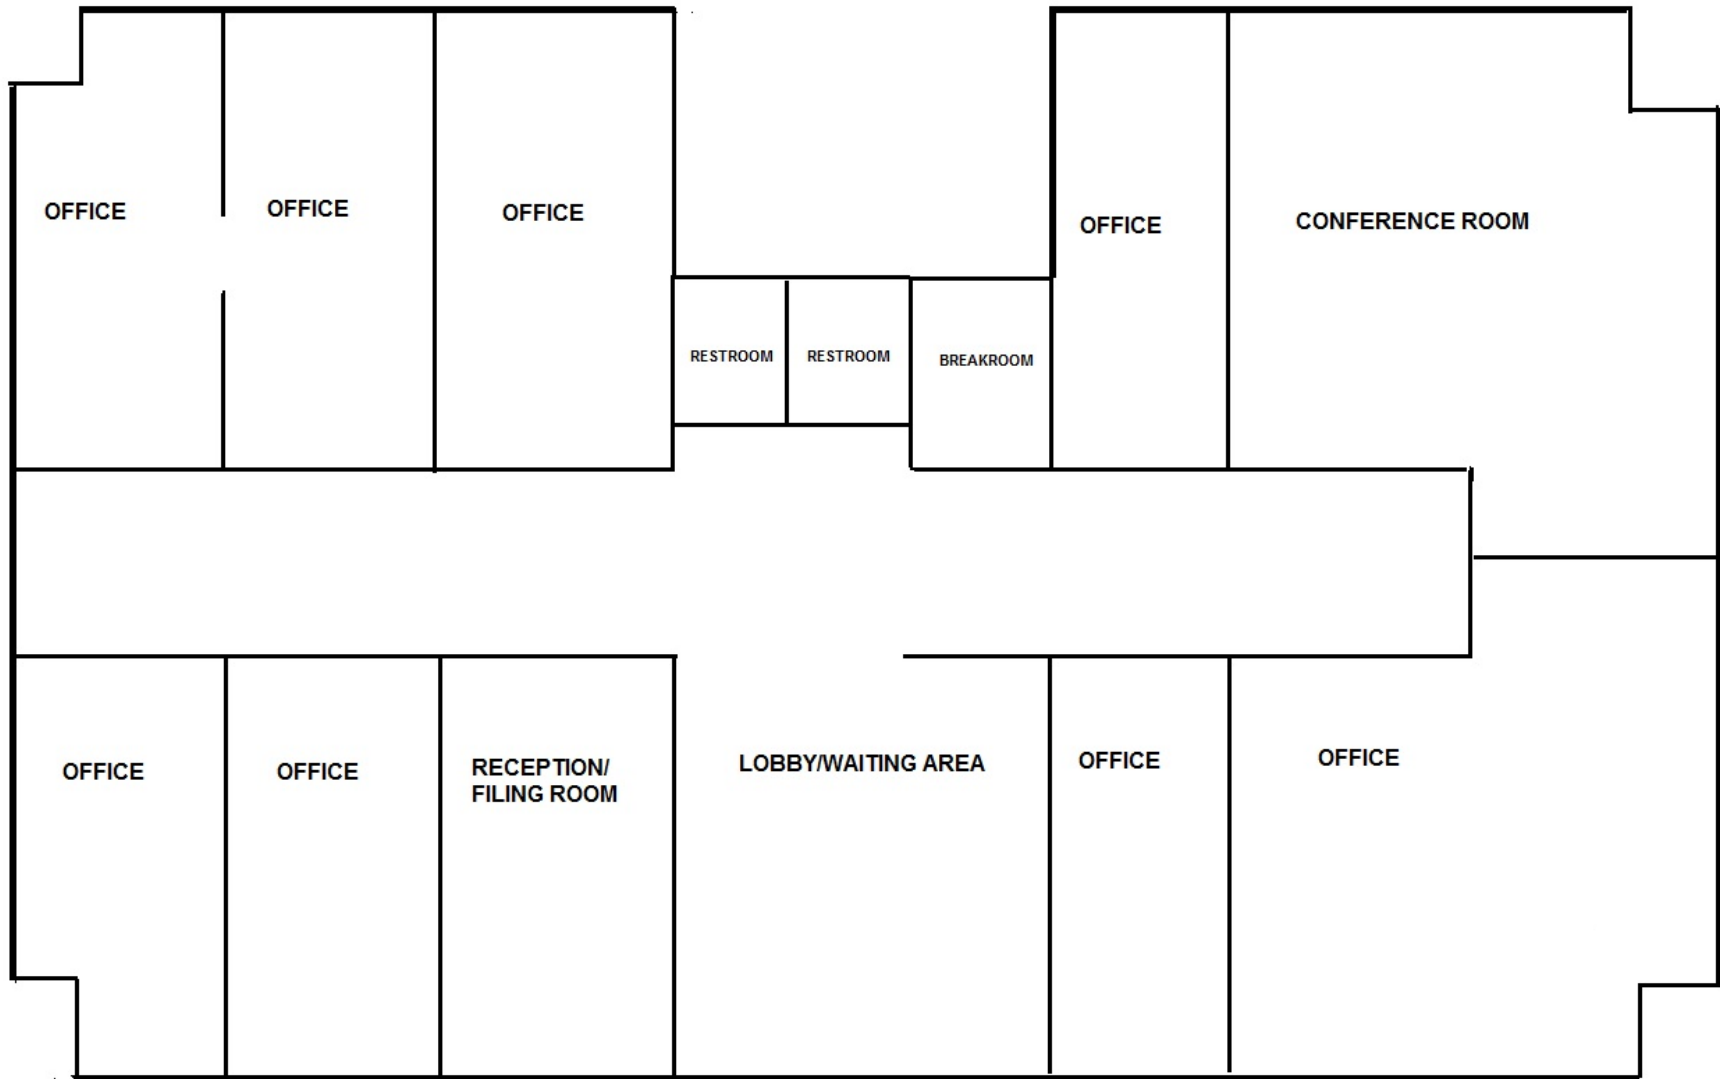 OFFICE
OFFICE
OFFICE
OFFICE
CONFERENCE ROOM
RESTROOM
RESTROOM
BREAKROOM
OFFICE
OFFICE
RECEPTION/
FILING ROOM
LOBBY/WAITING AREA
OFFICE
OFFICE